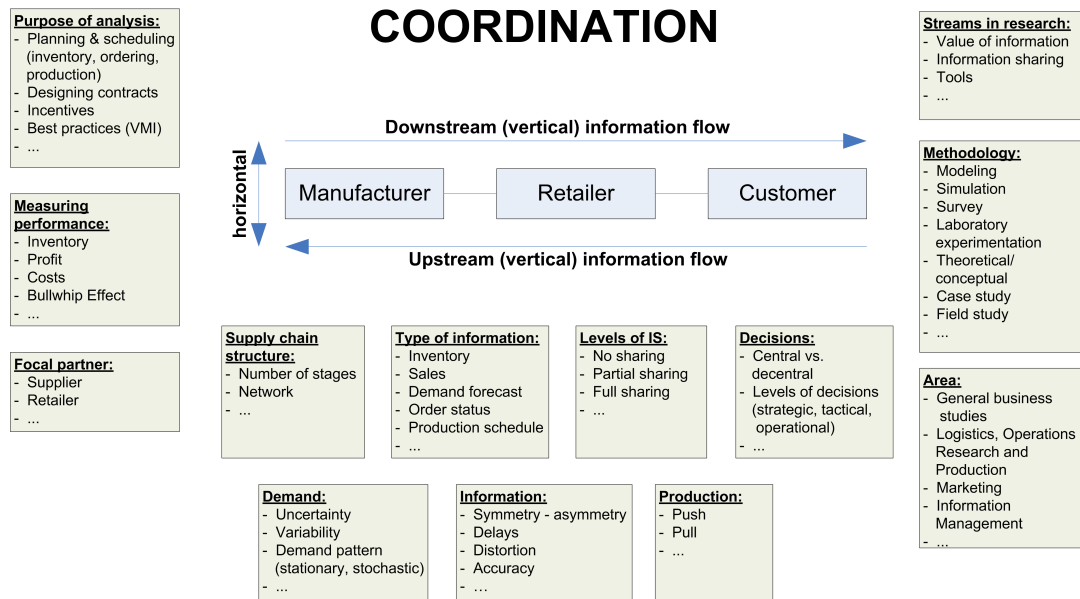 COORDINATION
Purpose of analysis:
- Planning & scheduling
(inventory, ordering,
production)
- Designing contracts
- Incentives
- Best practices (VMI)
- ...
Measuring
performance:
- Inventory
- Profit
- Costs
- Bullwhip Effect
- ...
Focal partner:
- Supplier
- Retailer
- ...
Downstream (vertical) information flow
horizontal
Manufacturer
Retailer
Customer
Upstream (vertical) information flow
Supply chain
structure:
- Number of stages
- Network
- ...
Type of information:
- Inventory
- Sales
- Demand forecast
- Order status
- Production schedule
- ...
Levels of IS:
- No sharing
- Partial sharing
- Full sharing
- ...
Decisions:
- Central vs.
decentral
- Levels of decisions
(strategic, tactical,
operational)
- ...
Demand:
- Uncertainty
- Variability
- Demand pattern
(stationary, stochastic)
- ...
Information:
- Symmetry - asymmetry
- Delays
- Distortion
- Accuracy
- ...
Production:
- Push
- Pull
- ...
Streams in research:
- Value of information
- Information sharing
- Tools
- ...
Methodology:
- Modeling
- Simulation
- Survey
- Laboratory
experimentation
- Theoretical/
conceptual
- Case study
- Field study
- ...
Area:
- General business
studies
- Logistics, Operations
Research and
Production
- Marketing
- Information
Management
- ...